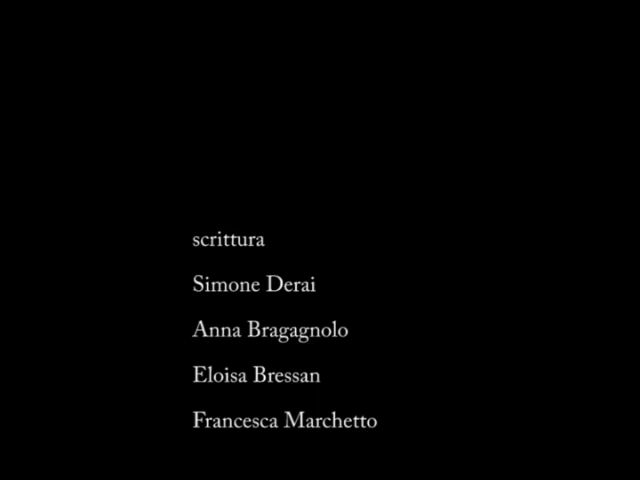 scrittura
Simone Derai
Anna Bragagnolo
Eloisa Bressan
Francesca Marchetto